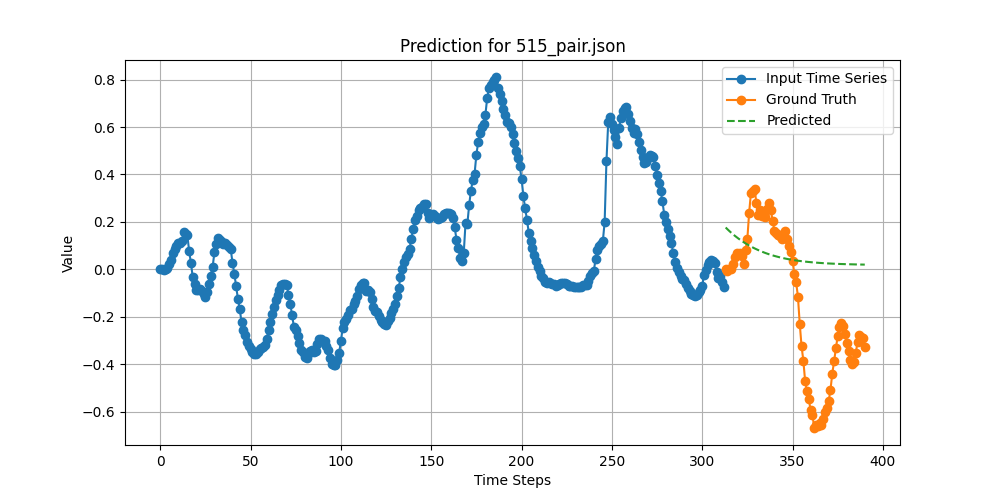 Prediction for 515_pair.json
Input Time Series
Ground Truth
Predicted
Value
0.8
0.6
0.4
0.2
0.0
−0.2
−0.4
−0.6
0 50 100 150 200 250 300 350 400
Time Steps